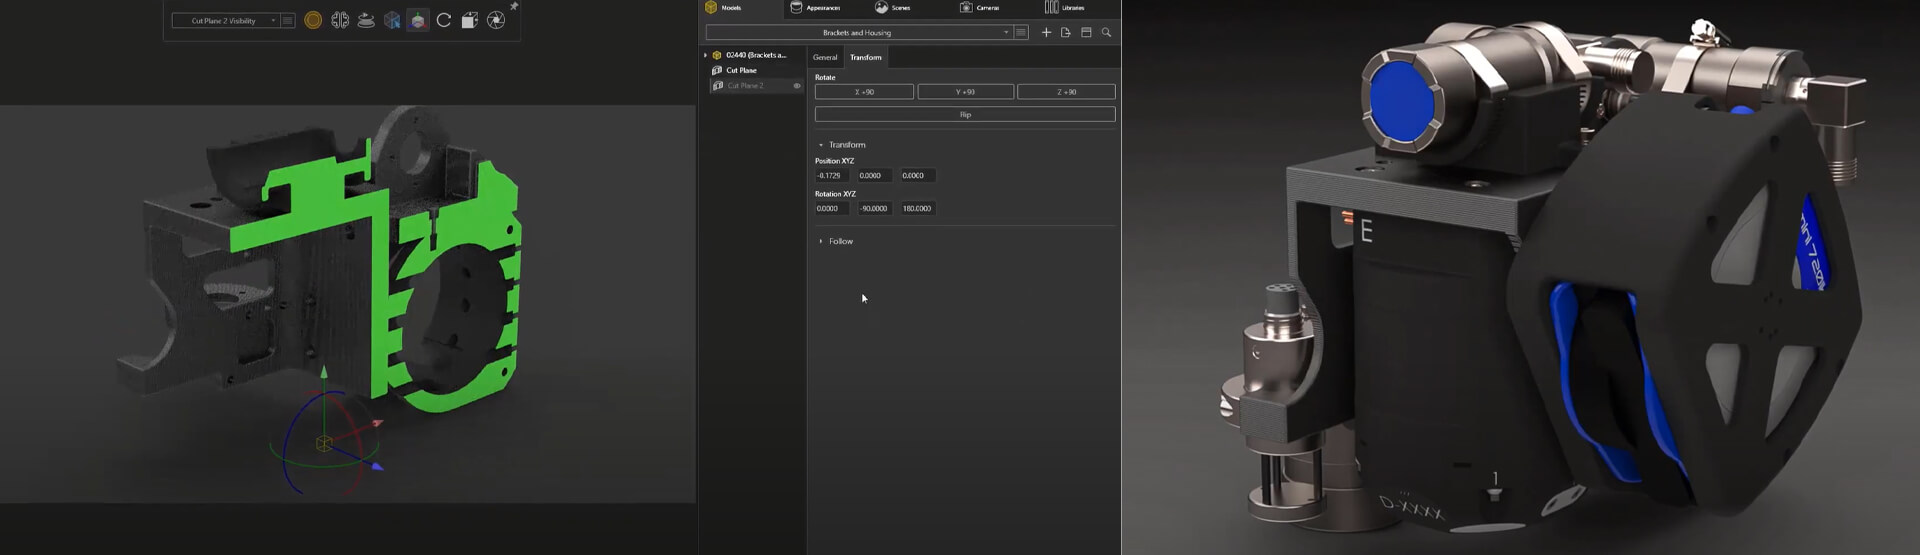 Cut Plane 2 Visibility
Models
Appearances
Scenes
Cameras
Libraries
Brackets and Housing
02440 (Brackets a...
Cut Plane
Cut Plane 2
General
Transform
Rotate
X +90
Y +90
Z +90
Flip
Transform
Position XYZ
-0.1729
0.0000
0.0000
Rotation XYZ
0.0000
-90.0000
180.0000
Follow
E
1
D-XXXX